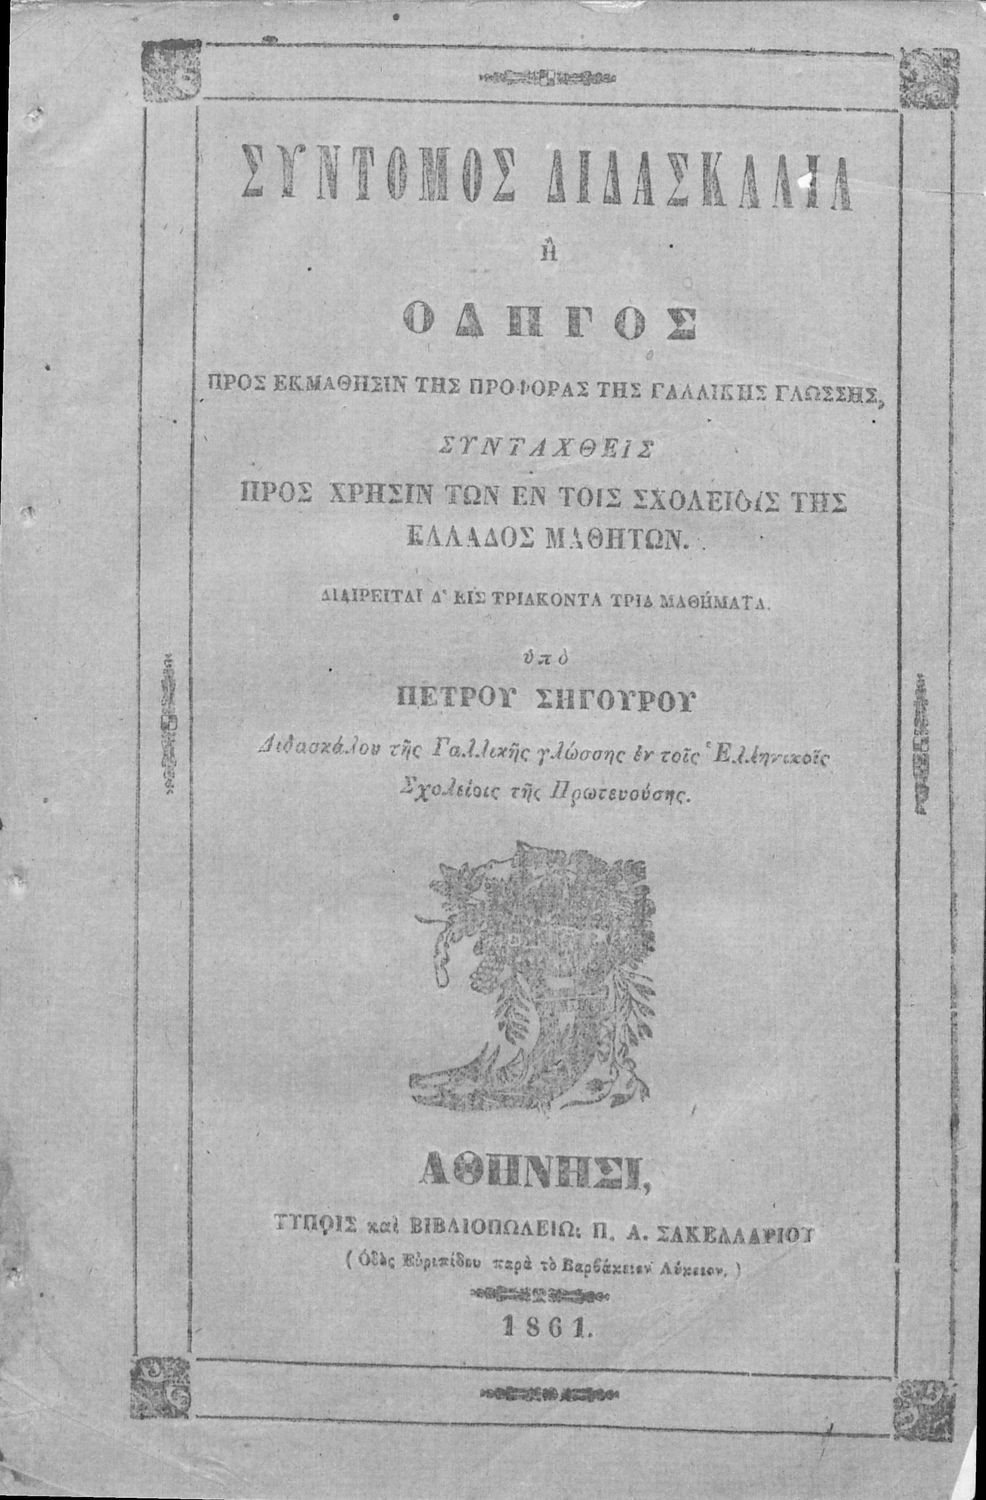 ΣΥΝΤΟΜΟΣ ΔΙΔΑΣΚΑΛΙΑ
Ἢ
ΟΔΗΓΟΣ
ΠΡΟΣ ΕΚΜΑΘΗΣΙΝ ΤΗΣ ΠΡΟΦΟΡΑΣ ΤΗΣ ΓΑΛΛΙΚΗΣ ΓΛΩΣΣΗΣ,
ΣΥΝΤΑΧΘΕΙΣ
ΠΡΟΣ ΧΡΗΣΙΝ ΤΩΝ ΕΝ ΤΟΙΣ ΣΧΟΛΕΙΟΙΣ ΤΗΣ
ΕΛΛΑΔΟΣ ΜΑΘΗΤΩΝ.
ΔΙΑΙΡΕΙΤΑΙ Δ' ΕΙΣ ΤΡΙΑΚΟΝΤΑ ΤΡΙΑ ΜΑΘΗΜΑΤΑ.
ὑπὸ
ΠΕΤΡΟΥ ΣΗΓΟΥΡΟΥ
Διδασκάλου τῆς Γαλλικῆς γλώσσης ἐν τοῖς Ἑλληνικοῖς
Σχολείοις τῆς Πρωτευούσης.
ΑΘΗΝΗΣΙ,
ΤΥΠΟΙΣ καὶ ΒΙΒΛΙΟΠΩΛΕΙΩ: Π. Α. ΣΑΚΕΛΛΑΡΙΟΥ
(Ὁδὸς Εὐριπίδου παρὰ τὸ Βαρβάκειον Λύκειον.)
1861.